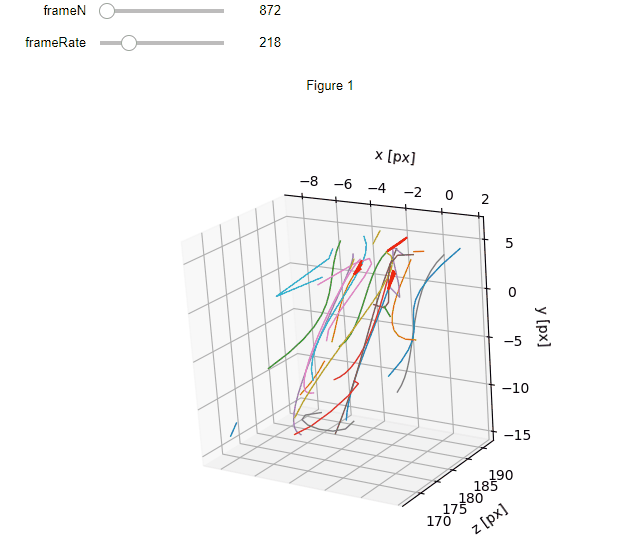 frameN 872
frameRate 218
Figure 1
x [px]
−8 −6 −4 −2 0 2
5
0
−5
−10
−15
y [px]
190
185
180
175
170
z [px]